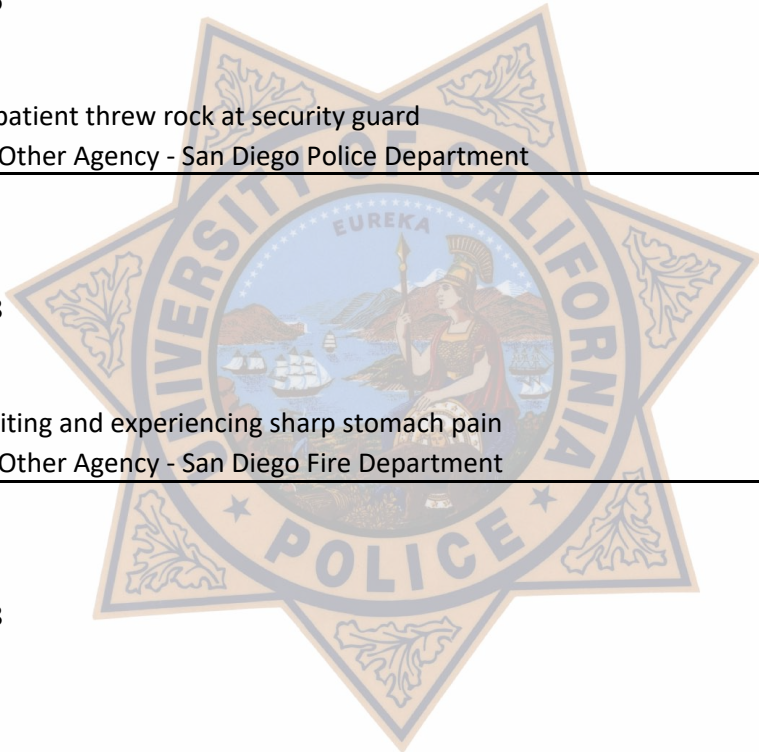 patient threw rock at security guard
Other Agency - San Diego Police Department
UNIVERSITY OF CALIFORNIA
EUREKA
iting and experiencing sharp stomach pain
Other Agency - San Diego Fire Department
POLICE